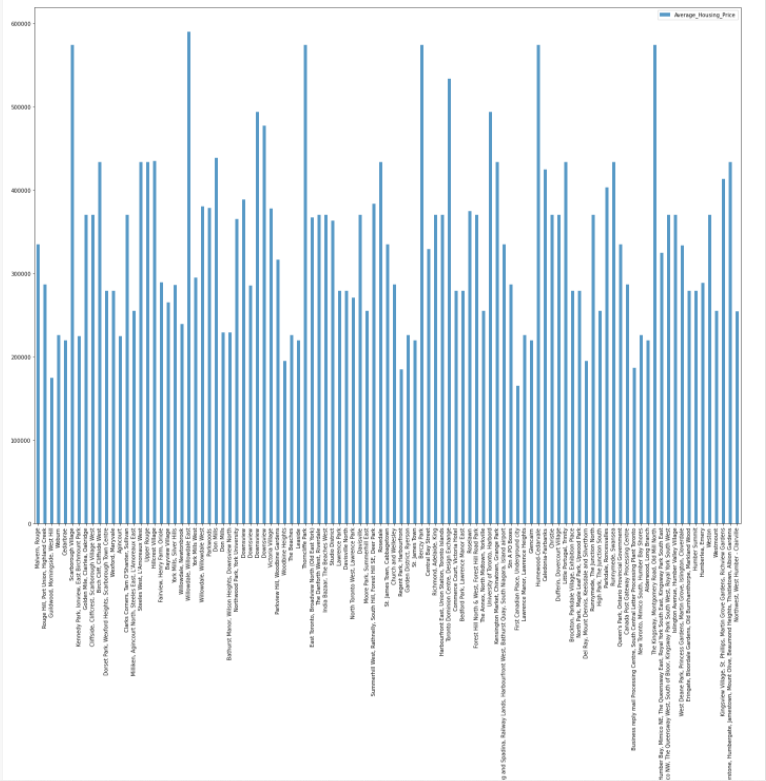 Average_Housing_Price
600000
500000
400000
300000
200000
100000
0
Malvern, Rouge
Rouge Hill, Port Union, Highland Creek
Guildwood, Morningside, West Hill
Woburn
Cedarbrae
Scarborough Village
Kennedy Park, Ionview, East Birchmount Park
Golden Mile, Clairlea, Oakridge
Cliffside, Cliffcrest, Scarborough Village West
Birch Cliff, Cliffside West
Dorset Park, Wexford Heights, Scarborough Town Centre
Wexford, Maryvale
Agincourt
Clarks Corners, Tam O'Shanter, Sullivan
Milliken, Agincourt North, Steeles East, L'Amoreaux East
Steeles West, L'Amoreaux West
Upper Rouge
Hillcrest Village
Fairview, Henry Farm, Oriole
Bayview Village
York Mills, Silver Hills
Willowdale, Newtonbrook
Willowdale, Willowdale East
York Mills West
Willowdale, Willowdale West
Parkwoods
Don Mills
Don Mills
Bathurst Manor, Wilson Heights, Downsview North
Northwood Park, York University
Downsview
Downsview
Downsview
Downsview
Victoria Village
Parkview Hill, Woodbine Gardens
Woodbine Heights
The Beaches
Leaside
Thorncliffe Park
East Toronto, Broadview North (Old East York)
The Danforth West, Riverdale
India Bazaar, The Beaches West
Studio District
Lawrence Park
Davisville North
North Toronto West, Lawrence Park
Davisville
Moore Park, Summerhill East
Summerhill West, Rathnelly, South Hill, Forest Hill SE, Deer Park
Rosedale
St. James Town, Cabbagetown
Church and Wellesley
Regent Park, Harbourfront
Garden District, Ryerson
St. James Town
Berczy Park
Central Bay Street
Richmond, Adelaide, King
Harbourfront East, Union Station, Toronto Islands
Toronto Dominion Centre, Design Exchange
Commerce Court, Victoria Hotel
Bedford Park, Lawrence Manor East
Roselawn
Forest Hill North & West, Forest Hill Road Park
The Annex, North Midtown, Yorkville
University of Toronto, Harbord
Kensington Market, Chinatown, Grange Park
g and Spadina, Railway Lands, Harbourfront West, Bathurst Quay, South Niagara, Island airport
Stn A PO Boxes
First Canadian Place, Underground city
Lawrence Manor, Lawrence Heights
Glencairn
Humewood-Cedarvale
Caledonia-Fairbanks
Christie
Dufferin, Dovercourt Village
Little Portugal, Trinity
Brockton, Parkdale Village, Exhibition Place
North Park, Maple Leaf Park, Upwood Park
Del Ray, Mount Dennis, Keelsdale and Silverthorn
Runnymede, The Junction North
High Park, The Junction South
Parkdale, Roncesvalles
Runnymede, Swansea
Queen's Park, Ontario Provincial Government
Canada Post Gateway Processing Centre
Business reply mail Processing Centre, South Central Letter Processing Plant Toronto
New Toronto, Mimico South, Humber Bay Shores
Alderwood, Long Branch
The Kingsway, Montgomery Road, Old Mill North
umber Bay, Mimico NE, The Queensway East, Royal York South East, Kingsway Park South East
co NW, The Queensway West, South of Bloor, Kingsway Park South West, Royal York South West
Islington Avenue, Humber Valley Village
West Deane Park, Princess Gardens, Martin Grove, Islington, Cloverdale
Eringate, Bloordale Gardens, Old Burnhamthorpe, Markland Wood
Humber Summit
Humberlea, Emery
Weston
Westmount
Kingsview Village, St. Phillips, Martin Grove Gardens, Richview Gardens
stone, Humbergate, Jamestown, Mount Olive, Beaumond Heights, Thistletown, Albion Gardens
Northwest, West Humber - Clairville